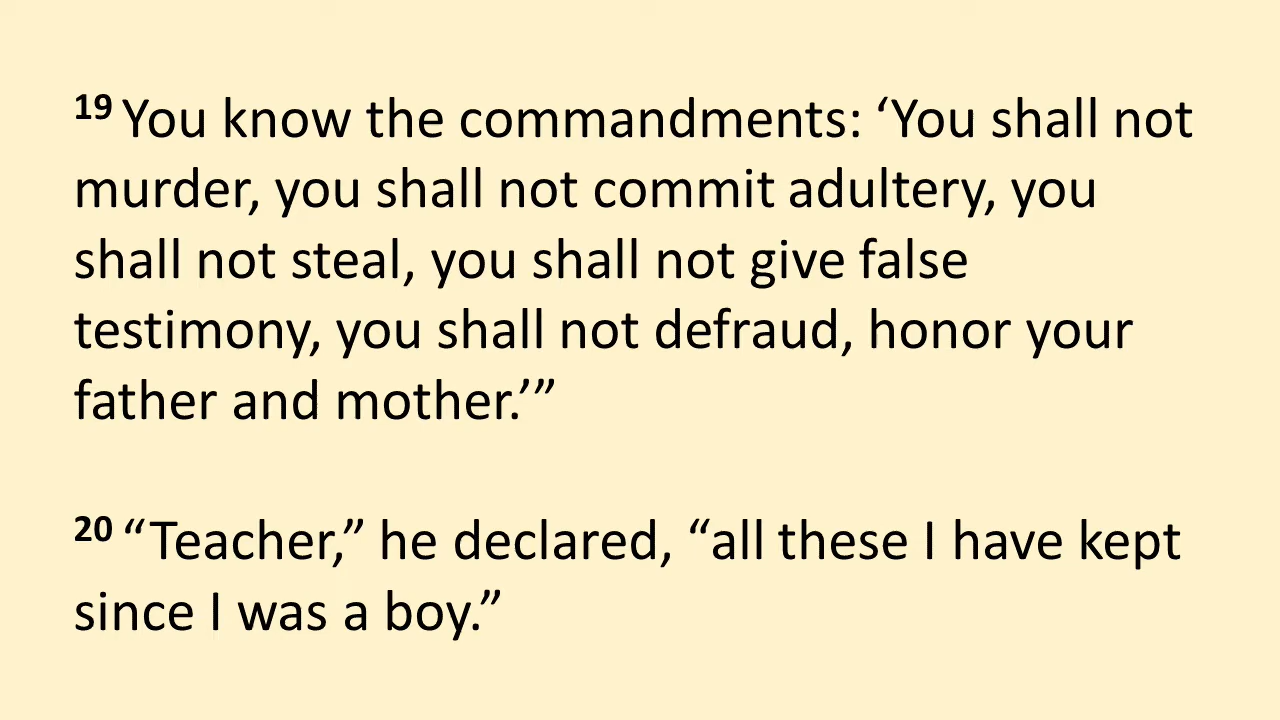 19 You know the commandments: ‘You shall not
murder, you shall not commit adultery, you
shall not steal, you shall not give false
testimony, you shall not defraud, honor your
father and mother.’”
20 “Teacher,” he declared, “all these I have kept
since I was a boy.”